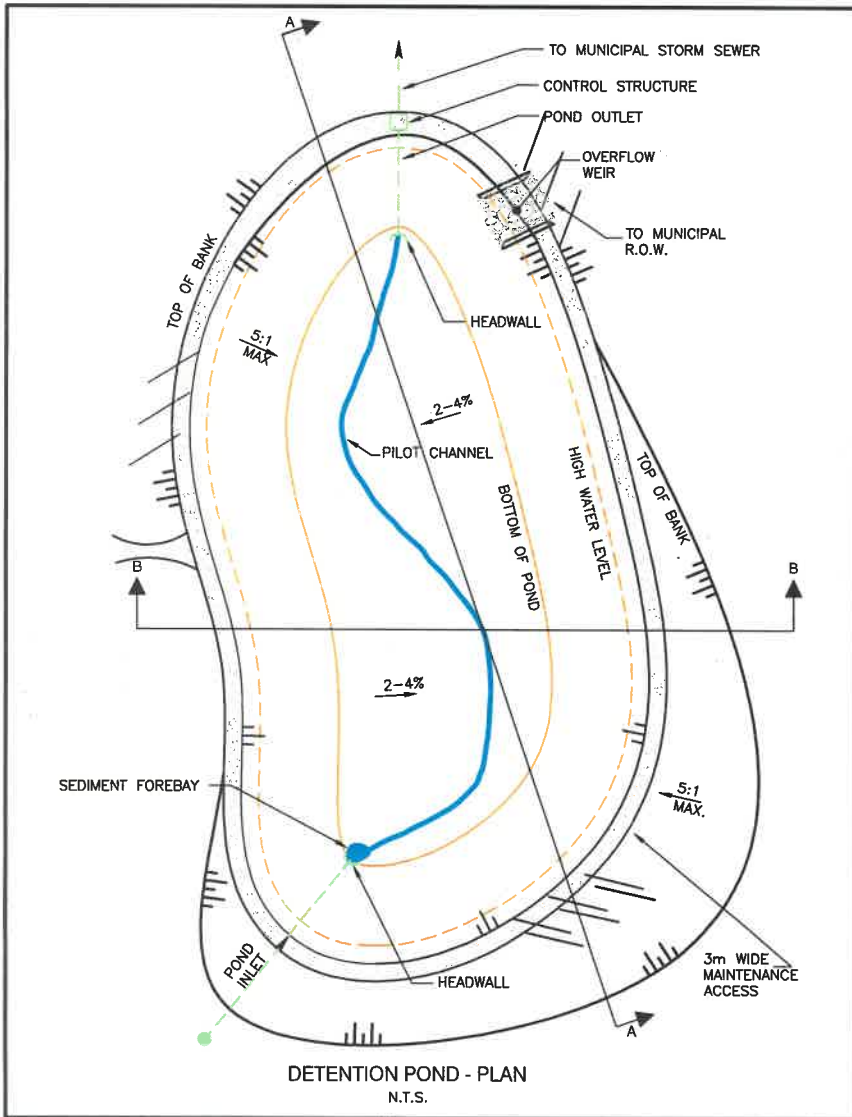 A
TO MUNICIPAL STORM SEWER
CONTROL STRUCTURE
POND OUTLET
OVERFLOW
WEIR
TO MUNICIPAL
R.O.W.
TOP OF BANK
HEADWALL
5:1
MAX
2-4%
PILOT CHANNEL
BOTTOM OF POND
HIGH WATER LEVEL
TOP OF BANK
B
B
2-4%
SEDIMENT FOREBAY
5:1
MAX.
POND
INLET
HEADWALL
3m WIDE
MAINTENANCE
ACCESS
A
DETENTION POND - PLAN
N.T.S.